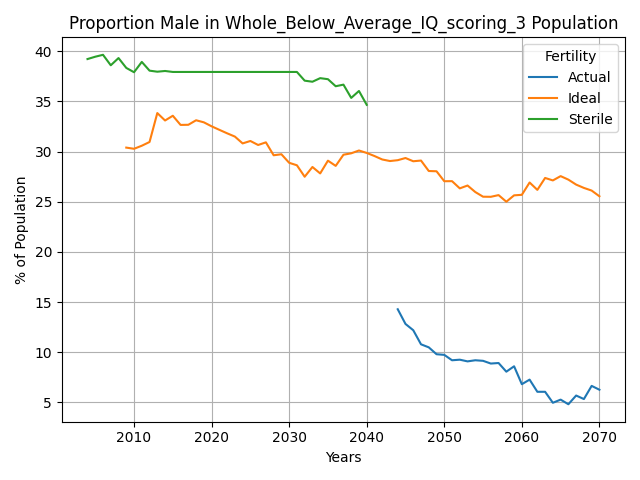 Proportion Male in Whole_Below_Average_IQ_scoring_3 Population
Fertility
Actual
Ideal
Sterile
% of Population
40
35
30
25
20
15
10
5
2010 2020 2030 2040 2050 2060 2070
Years